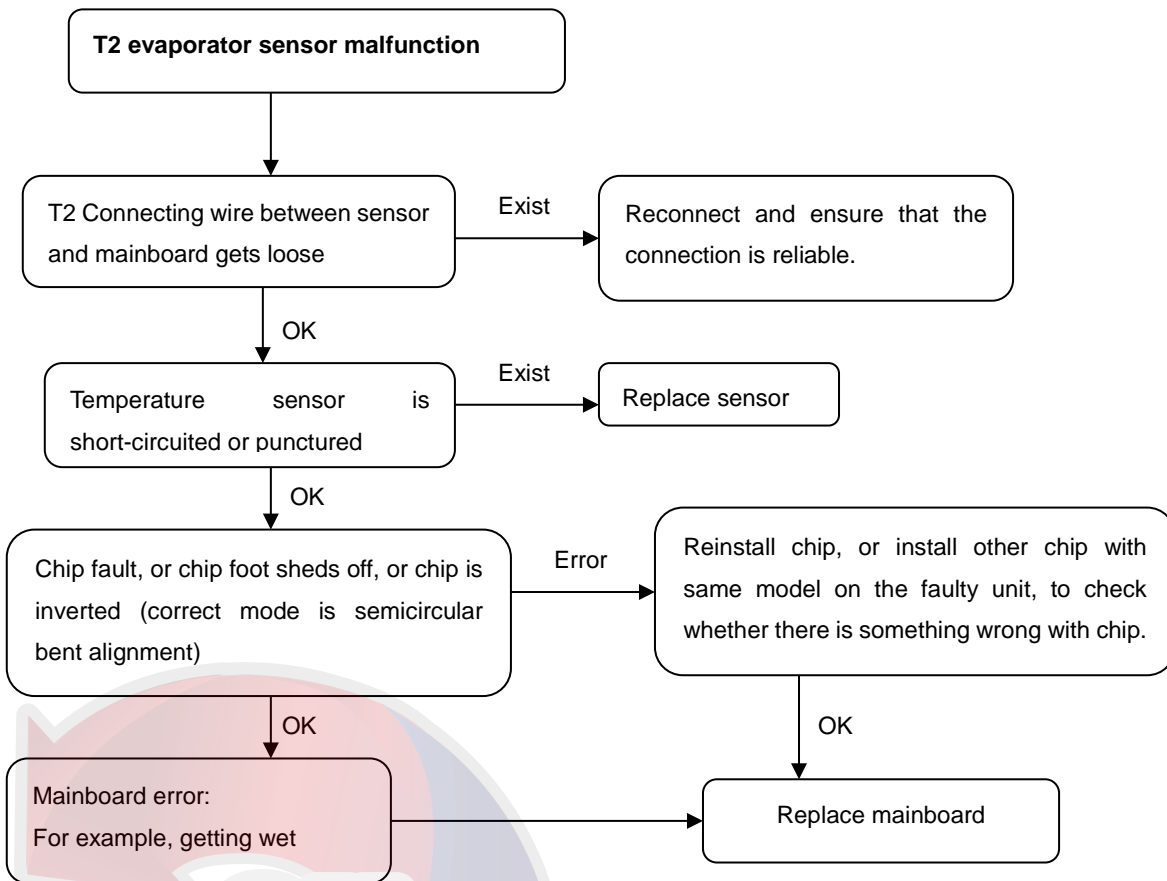 T2 evaporator sensor malfunction
T2 Connecting wire between sensor
and mainboard gets loose
Exist
Reconnect and ensure that the
connection is reliable.
OK
Temperature sensor is
short-circuited or punctured
Exist
Replace sensor
OK
Chip fault, or chip foot sheds off, or chip is
inverted (correct mode is semicircular
bent alignment)
Error
Reinstall chip, or install other chip with
same model on the faulty unit, to check
whether there is something wrong with chip.
OK
OK
Mainboard error:
For example, getting wet
Replace mainboard